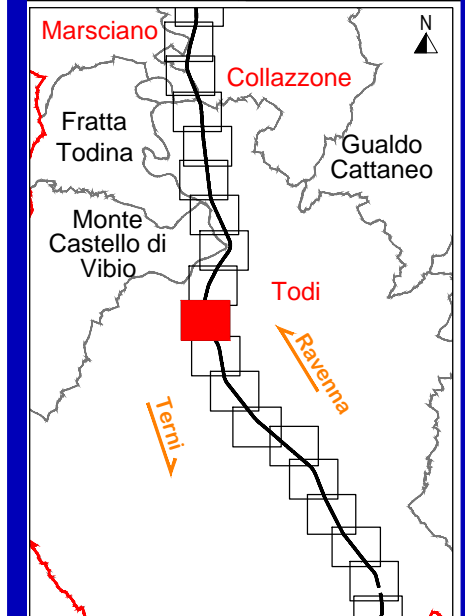 Marsciano
N
Collazzone
Fratta
Todina
Gualdo
Cattaneo
Monte
Castello di
Vibio
Todi
Ravenna
Terni